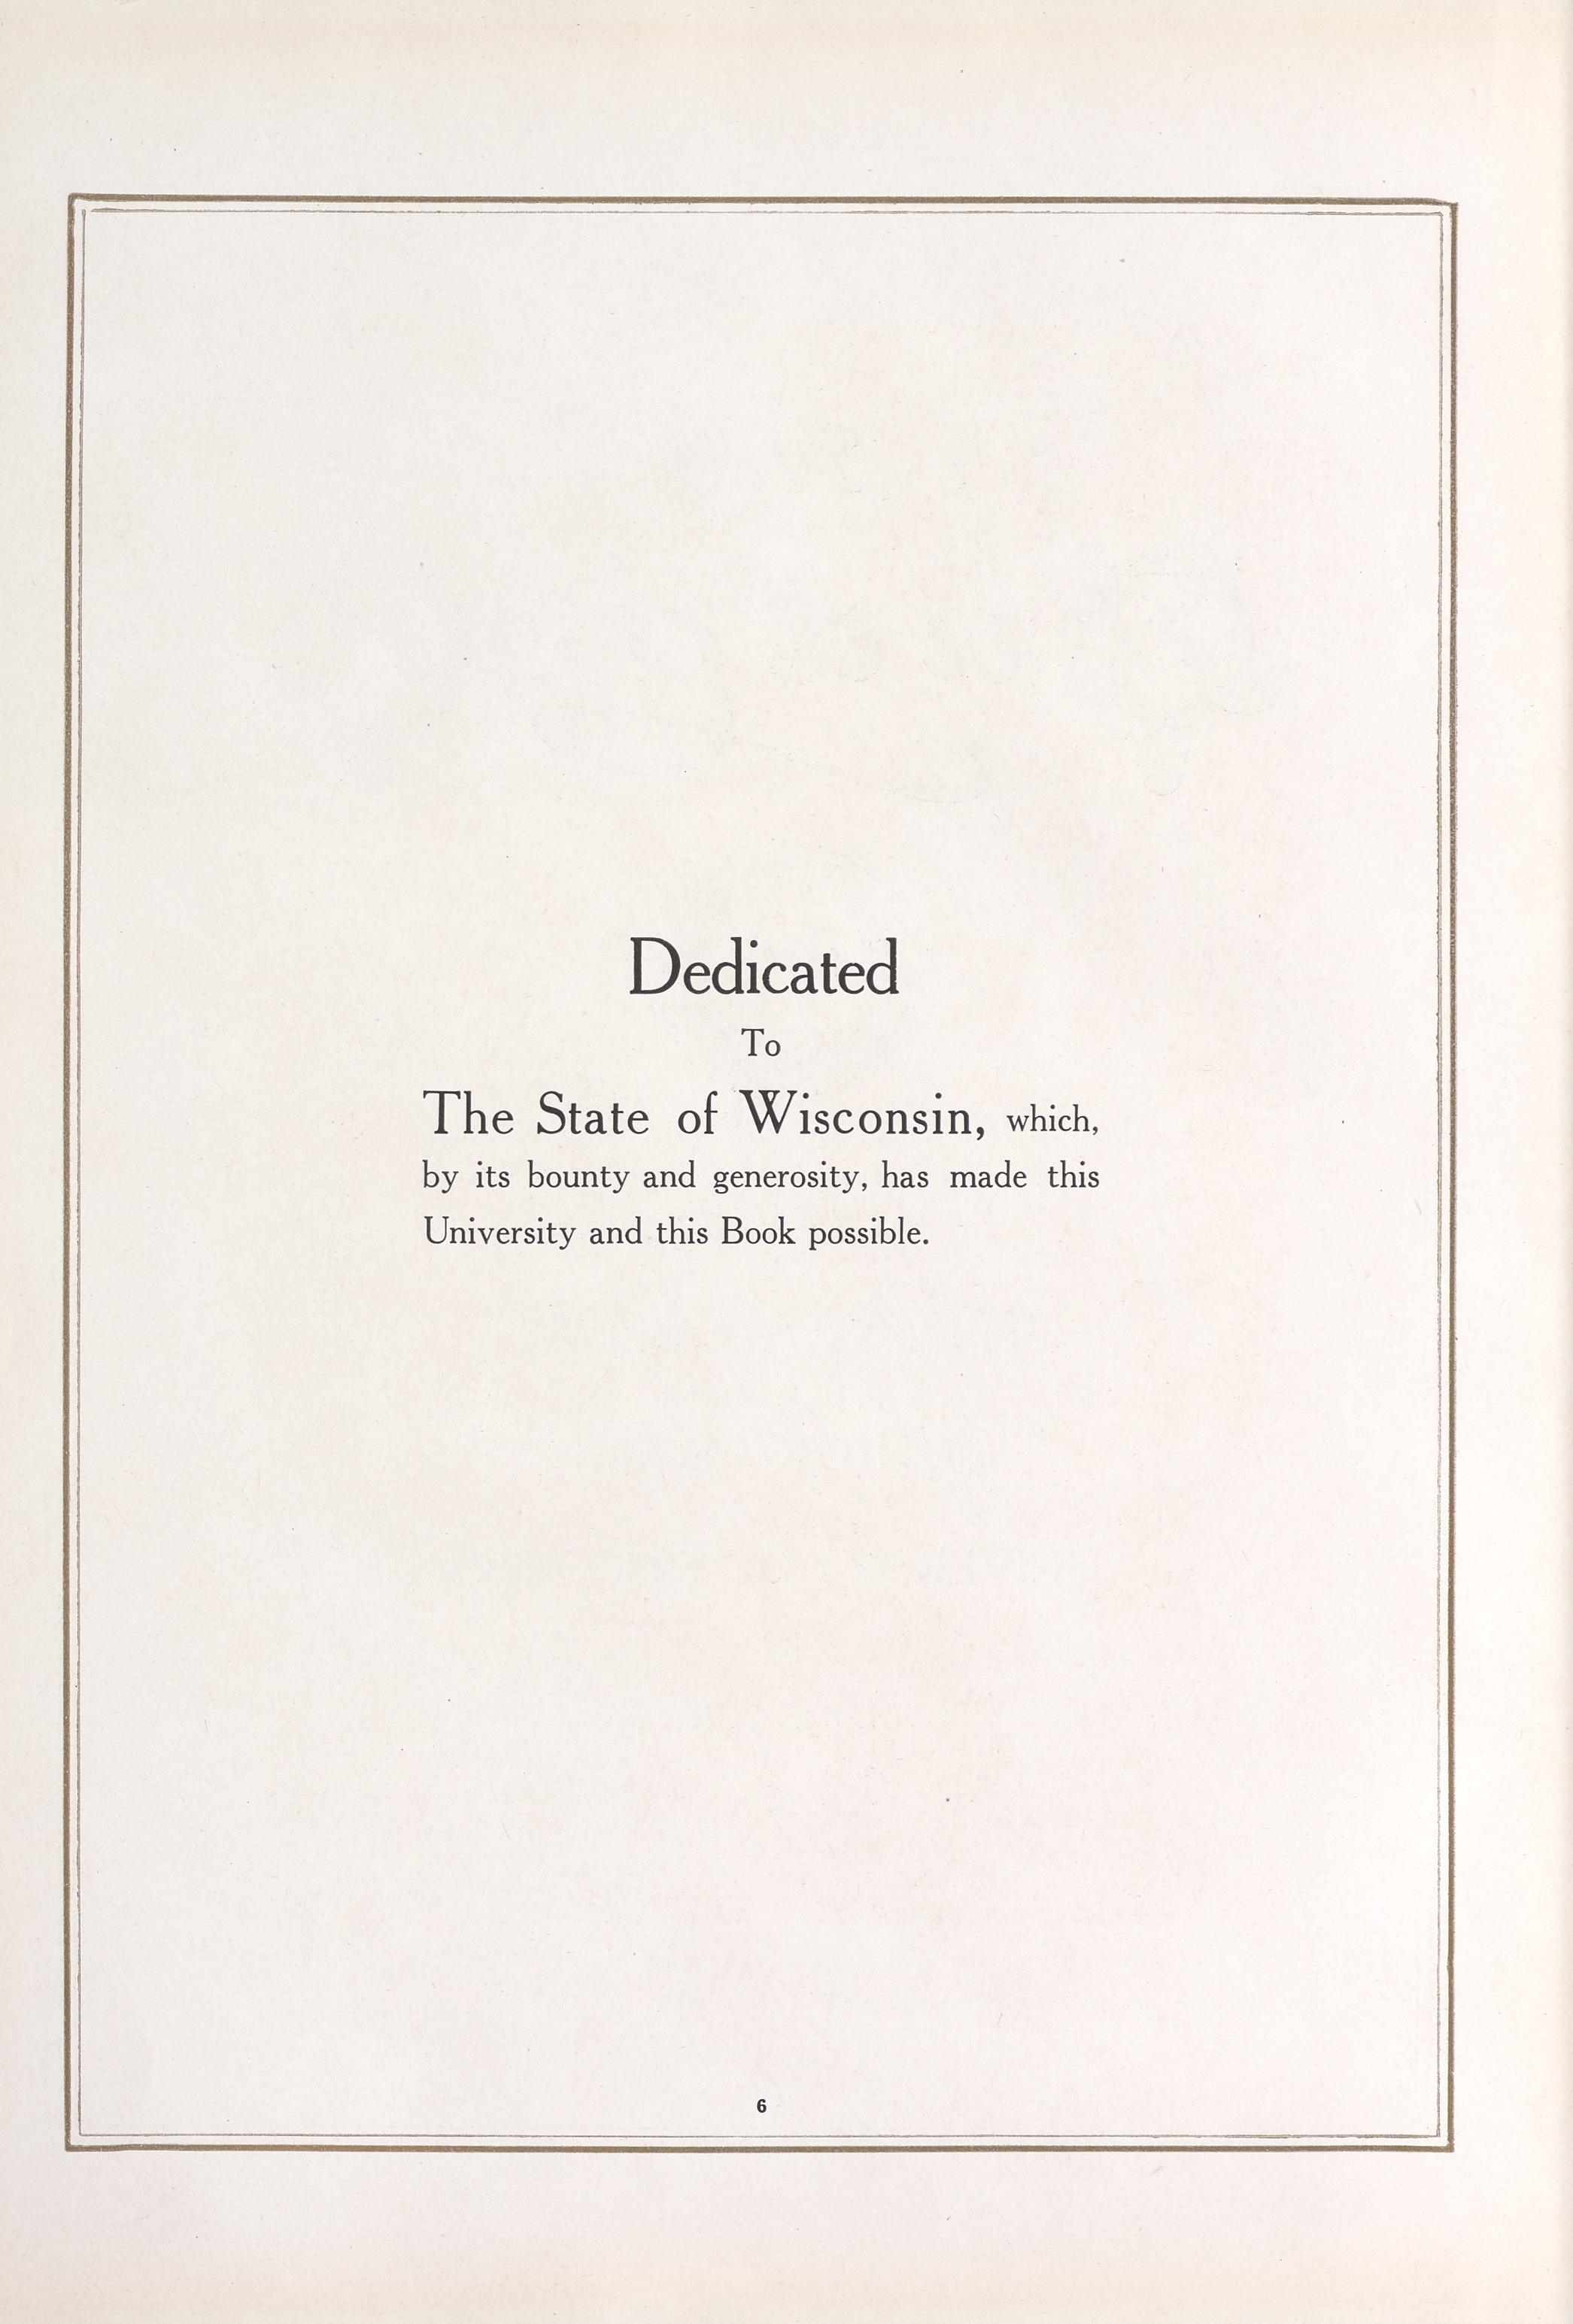 Dedicated
To
The State of Wisconsin, which,
by its bounty and generosity, has made this
University and this Book possible.
6